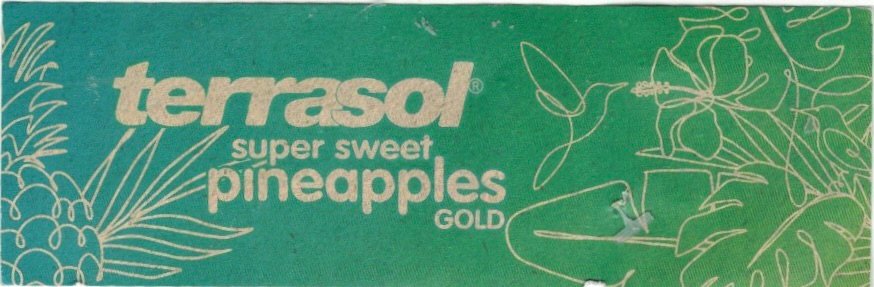 terrasol®
super sweet
pineapples
GOLD